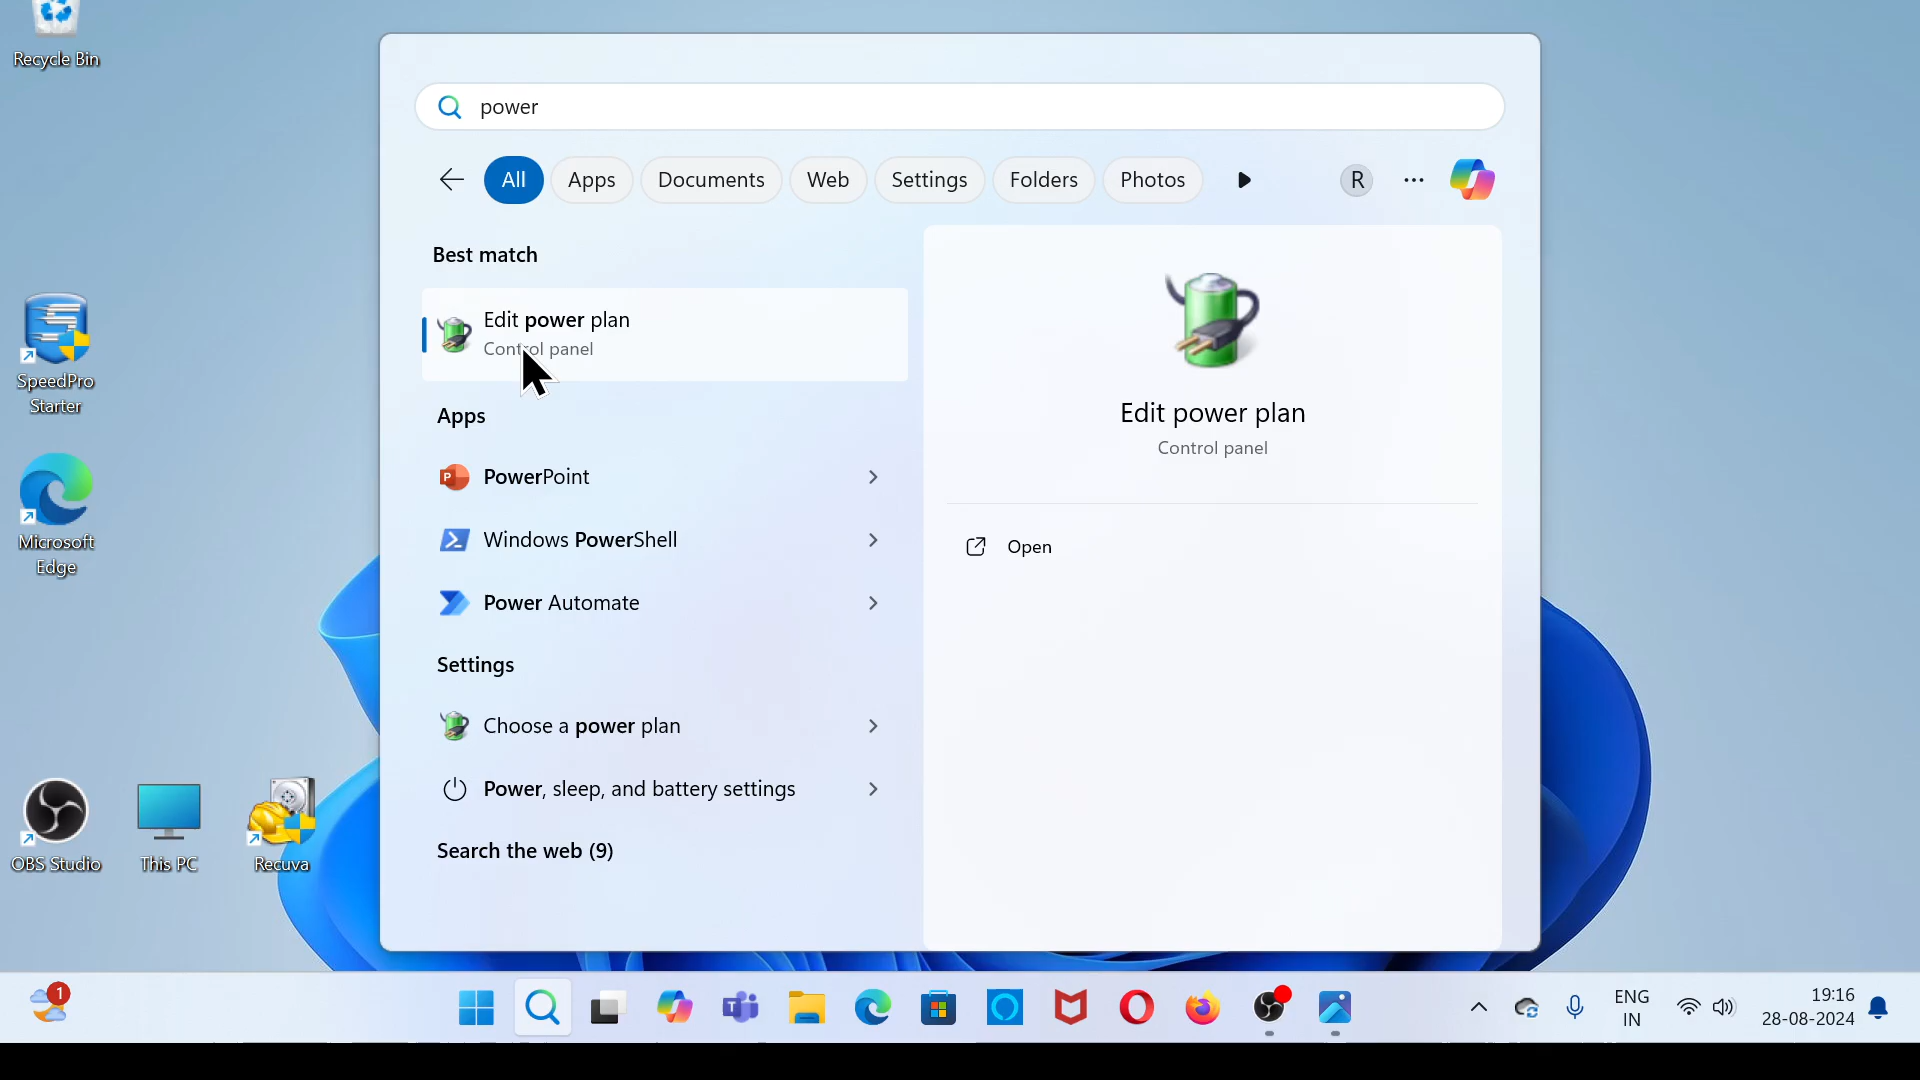 Recycle Bin
power
All
Apps
Documents
Web
Settings
Folders
Photos
R
Best match
Edit power plan
Control panel
Apps
PowerPoint
Windows PowerShell
Power Automate
Settings
Choose a power plan
Power, sleep, and battery settings
Search the web (9)
Edit power plan
Control panel
Open
SpeedPro
Starter
Microsoft
Edge
OBS Studio
This PC
Recuva
1
ENG
IN
19:16
28-08-2024